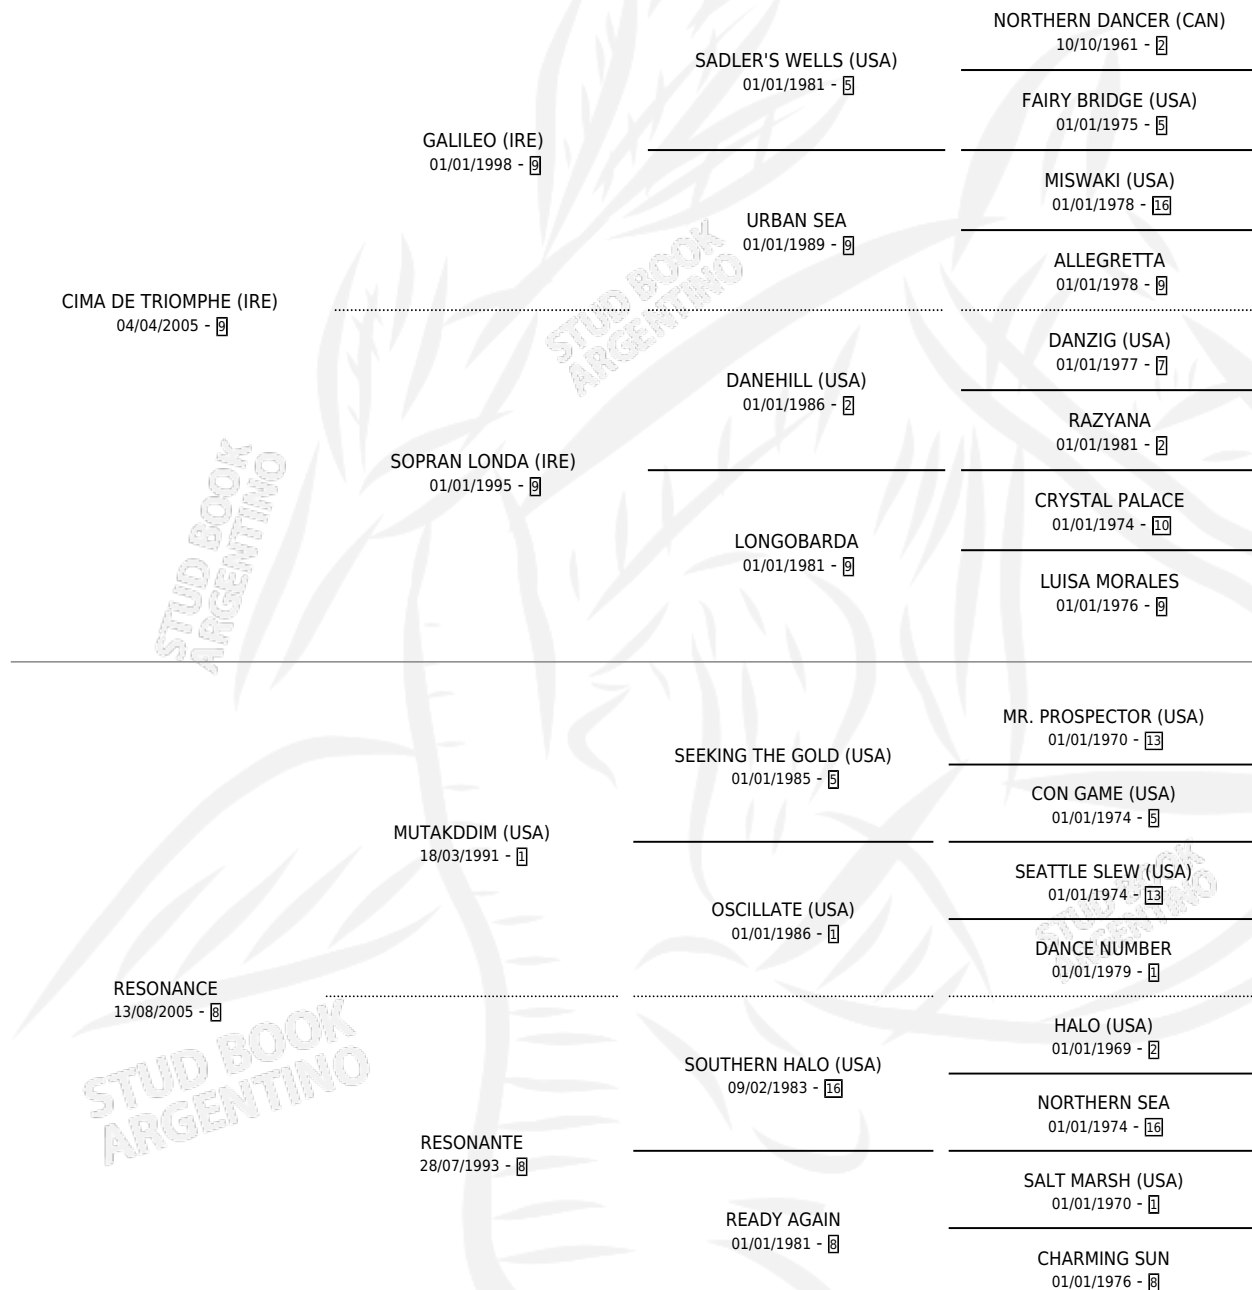 NORTHERN DANCER (CAN)
10/10/1961 - 2
SADLER'S WELLS (USA)
01/01/1981 - 5
FAIRY BRIDGE (USA)
01/01/1975 - 5
GALILEO (IRE)
01/01/1998 - 9
MISWAKI (USA)
01/01/1978 - 16
URBAN SEA
01/01/1989 - 9
ALLEGRETTA
01/01/1978 - 9
CIMA DE TRIOMPHE (IRE)
04/04/2005 - 9
STUD BOOK
ARGENTINO
DANZIG (USA)
01/01/1977 - 7
DANEHILL (USA)
01/01/1986 - 2
RAZYANA
01/01/1981 - 2
SOPRAN LONDA (IRE)
01/01/1995 - 9
CRYSTAL PALACE
01/01/1974 - 10
LONGOBARDA
01/01/1981 - 9
LUISA MORALES
01/01/1976 - 9
STUD BOOK
ARGENTINO
MR. PROSPECTOR (USA)
01/01/1970 - 13
SEEKING THE GOLD (USA)
01/01/1985 - 5
CON GAME (USA)
01/01/1974 - 5
MUTAKDDIM (USA)
18/03/1991 - 1
SEATTLE SLEW (USA)
01/01/1974 - 13
OSCILLATE (USA)
01/01/1986 - 1
DANCE NUMBER
01/01/1979 - 1
STUD BOOK
ARGENTINO
RESONANCE
13/08/2005 - 8
HALO (USA)
01/01/1969 - 2
SOUTHERN HALO (USA)
09/02/1983 - 16
NORTHERN SEA
01/01/1974 - 16
STUD BOOK
ARGENTINO
RESONANTE
28/07/1993 - 8
SALT MARSH (USA)
01/01/1970 - 1
READY AGAIN
01/01/1981 - 8
CHARMING SUN
01/01/1976 - 8